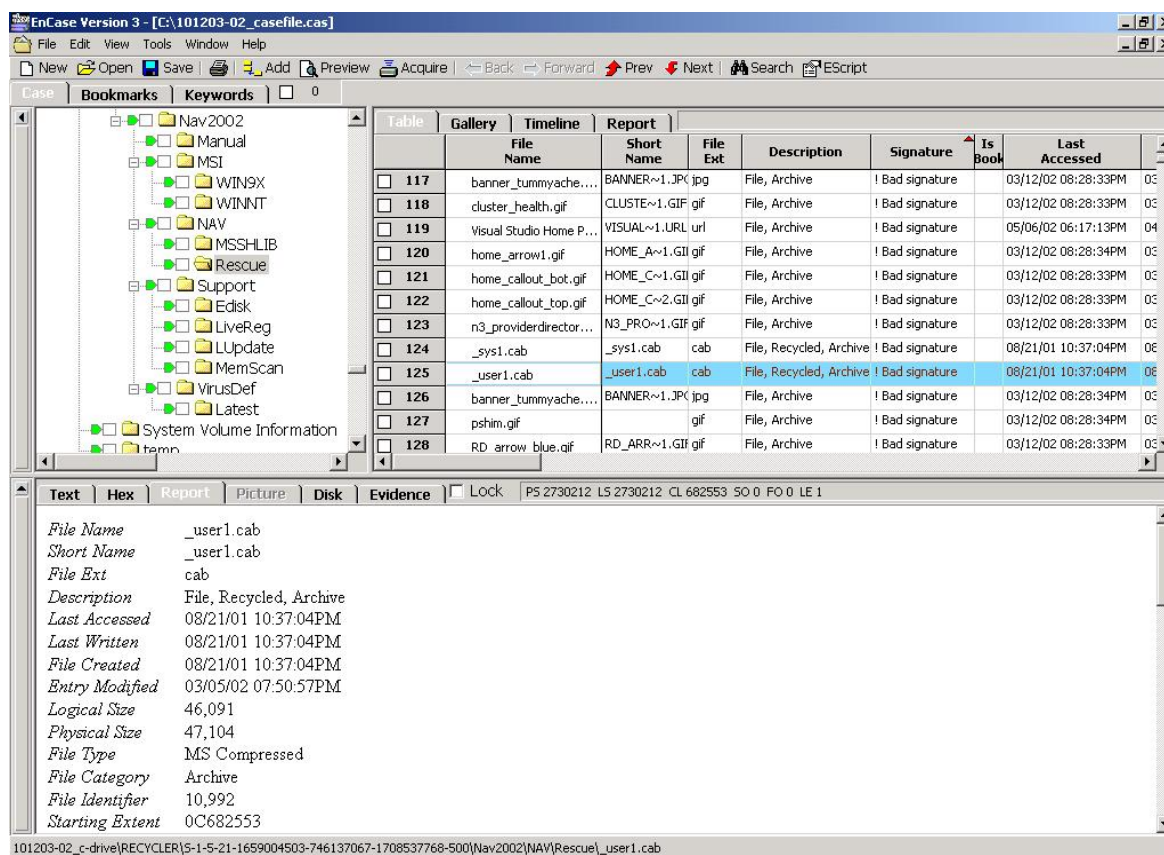 EnCase Version 3 - [C:\101203-02_casefile.cas]
File Edit View Tools Window Help
New Open Save Add Preview Acquire Back Forward Prev Next Search EScript
Case Bookmarks Keywords 0
Nav2002
Manual
MSI
WIN9X
WINNT
NAV
MSSHLIB
Rescue
Support
Edisk
LiveReg
LUpdate
MemScan
VirusDef
Latest
System Volume Information
temp
Table Gallery Timeline Report
File Name Short Name File Ext Description Signature Is Book Last Accessed
117 banner_tummyache.... BANNER~1.JPG jpg File, Archive ! Bad signature 03/12/02 08:28:33PM 03
118 cluster_health.gif CLUSTE~1.GIF gif File, Archive ! Bad signature 03/12/02 08:28:33PM 03
119 Visual Studio Home P... VISUAL~1.URL url File, Archive ! Bad signature 05/06/02 06:17:13PM 04
120 home_arrow1.gif HOME_A~1.GI gif File, Archive ! Bad signature 03/12/02 08:28:34PM 03
121 home_callout_bot.gif HOME_C~1.GI gif File, Archive ! Bad signature 03/12/02 08:28:33PM 03
122 home_callout_top.gif HOME_C~2.GI gif File, Archive ! Bad signature 03/12/02 08:28:33PM 03
123 n3_providerdirector... N3_PRO~1.GIF gif File, Archive ! Bad signature 03/12/02 08:28:33PM 03
124 _sys1.cab _sys1.cab cab File, Recycled, Archive ! Bad signature 08/21/01 10:37:04PM 08
125 _user1.cab _user1.cab cab File, Recycled, Archive ! Bad signature 08/21/01 10:37:04PM 08
126 banner_tummyache.... BANNER~1.JPG jpg File, Archive ! Bad signature 03/12/02 08:28:34PM 03
127 pshim.gif gif File, Archive ! Bad signature 03/12/02 08:28:34PM 03
128 RD_arrow_blue.gif RD_ARR~1.GI gif File, Archive ! Bad signature 03/12/02 08:28:33PM 03
Text Hex Report Picture Disk Evidence Lock PS 2730212 LS 2730212 CL 682553 SO 0 FO 0 LE 1
File Name _user1.cab
Short Name _user1.cab
File Ext cab
Description File, Recycled, Archive
Last Accessed 08/21/01 10:37:04PM
Last Written 08/21/01 10:37:04PM
File Created 08/21/01 10:37:04PM
Entry Modified 03/05/02 07:50:57PM
Logical Size 46,091
Physical Size 47,104
File Type MS Compressed
File Category Archive
File Identifier 10,992
Starting Extent 0C682553
101203-02_c-drive\RECYCLER\S-1-5-21-1659004503-746137067-1708537768-500\Nav2002\NAV\Rescue\_user1.cab